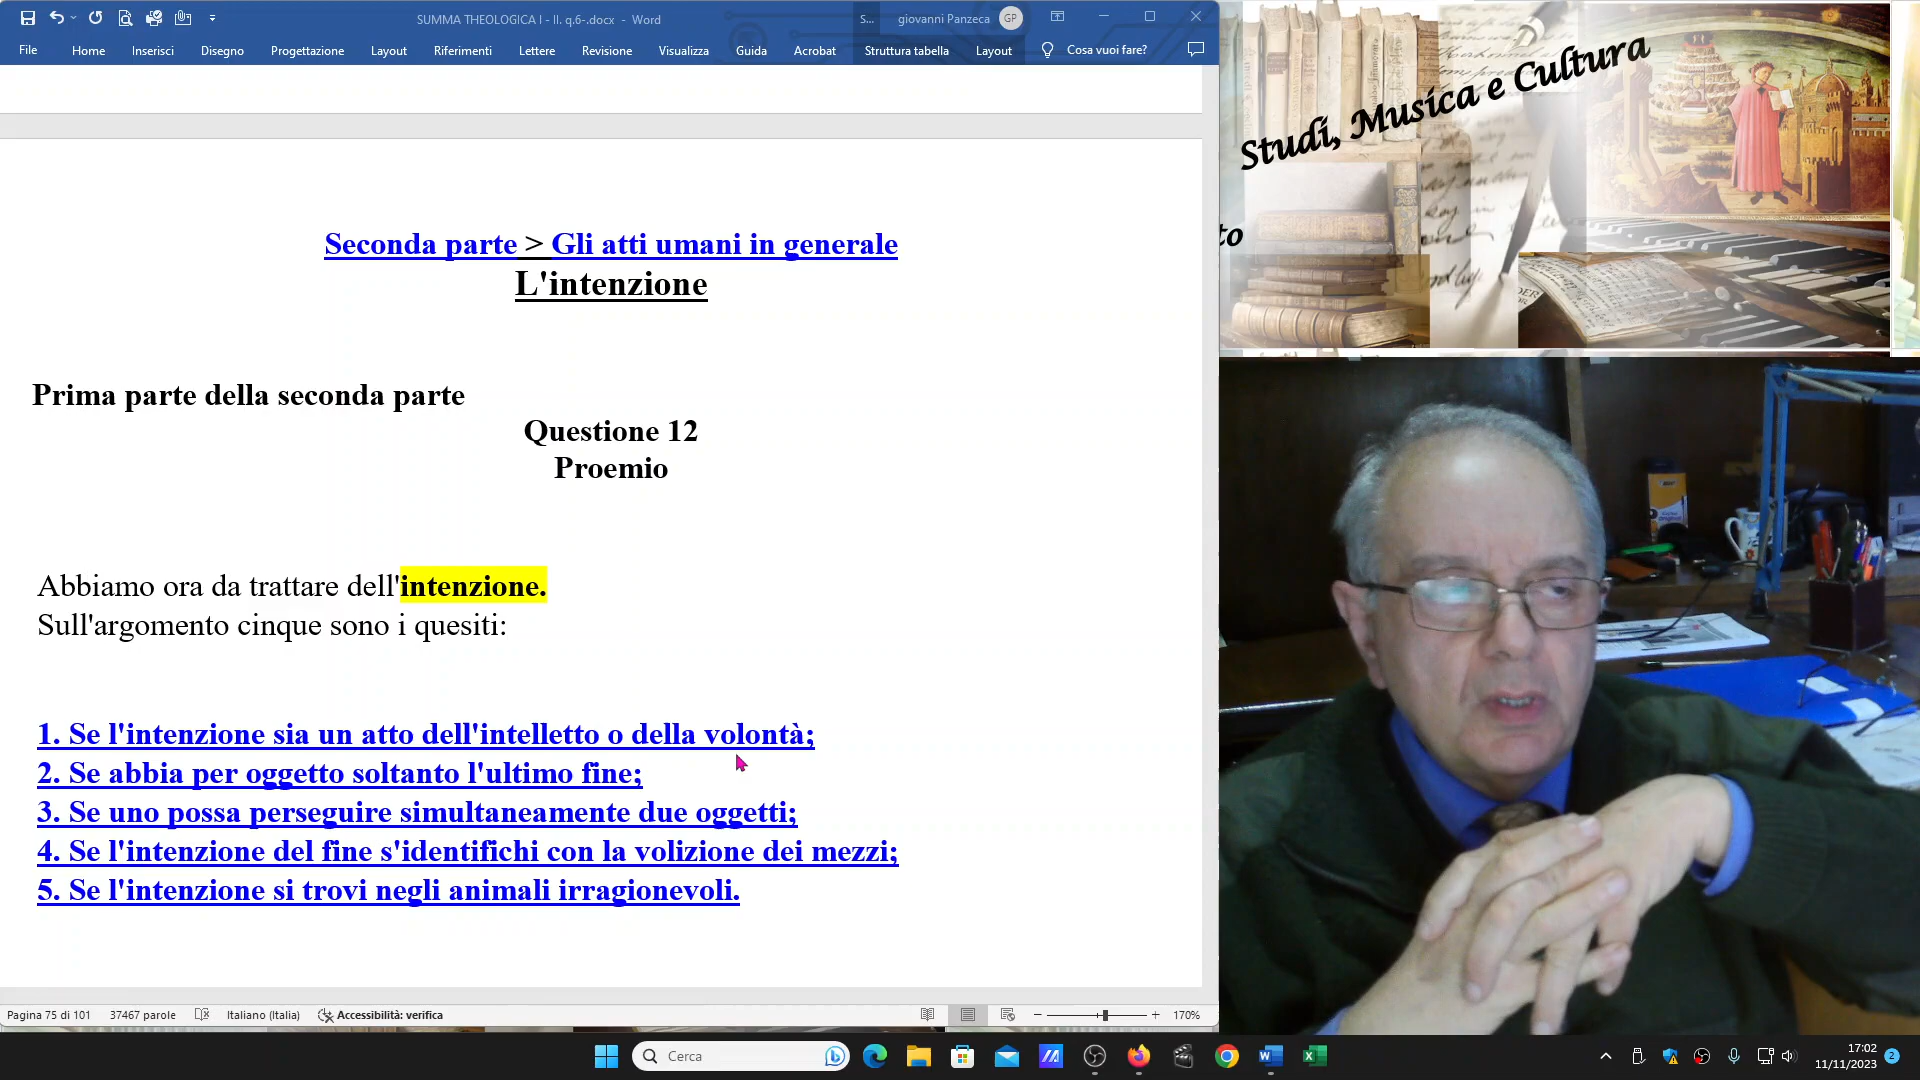 SUMMA THEOLOGICA I - II. q.6-.docx - Word
S...
giovanni Panzeca
GP
File Home Inserisci Disegno Progettazione Layout Riferimenti Lettere Revisione Visualizza Guida Acrobat Struttura tabella Layout Cosa vuoi fare?
Studi, Musica e Cultura
to
Seconda parte > Gli atti umani in generale
L'intenzione
Prima parte della seconda parte
Questione 12
Proemio
Abbiamo ora da trattare dell'intenzione.
Sull'argomento cinque sono i quesiti:
1. Se l'intenzione sia un atto dell'intelletto o della volontà;
2. Se abbia per oggetto soltanto l'ultimo fine;
3. Se uno possa perseguire simultaneamente due oggetti;
4. Se l'intenzione del fine s'identifichi con la volizione dei mezzi;
5. Se l'intenzione si trovi negli animali irragionevoli.
Pagina 75 di 101 37467 parole Italiano (Italia) Accessibilità: verifica 170%
Cerca
17:02
11/11/2023
2